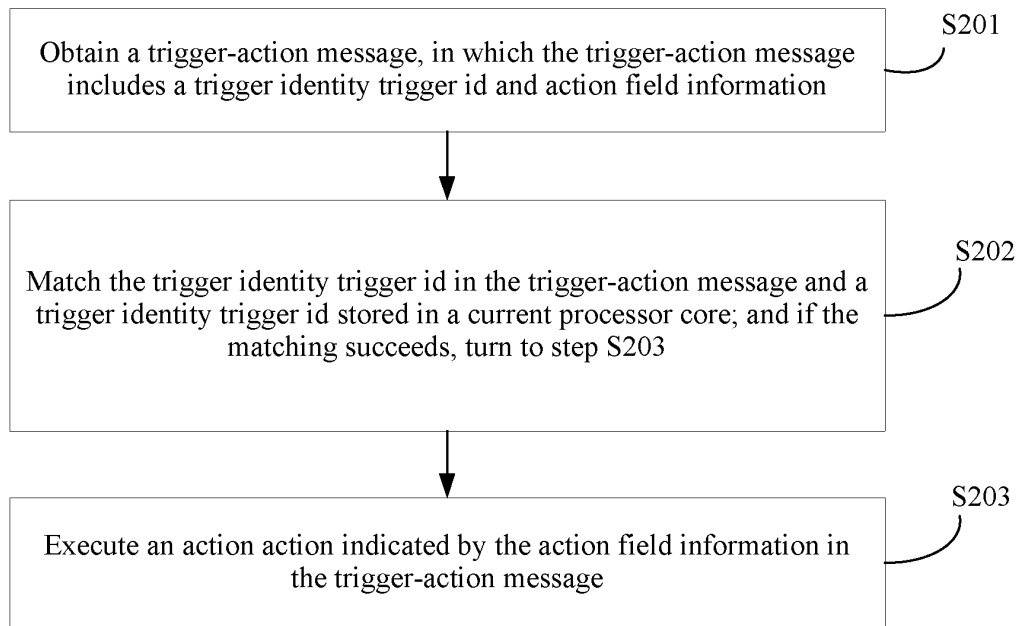 S201
Obtain a trigger-action message, in which the trigger-action message
includes a trigger identity trigger id and action field information
S202
Match the trigger identity trigger id in the trigger-action message and a
trigger identity trigger id stored in a current processor core; and if the
matching succeeds, turn to step S203
S203
Execute an action action indicated by the action field information in
the trigger-action message